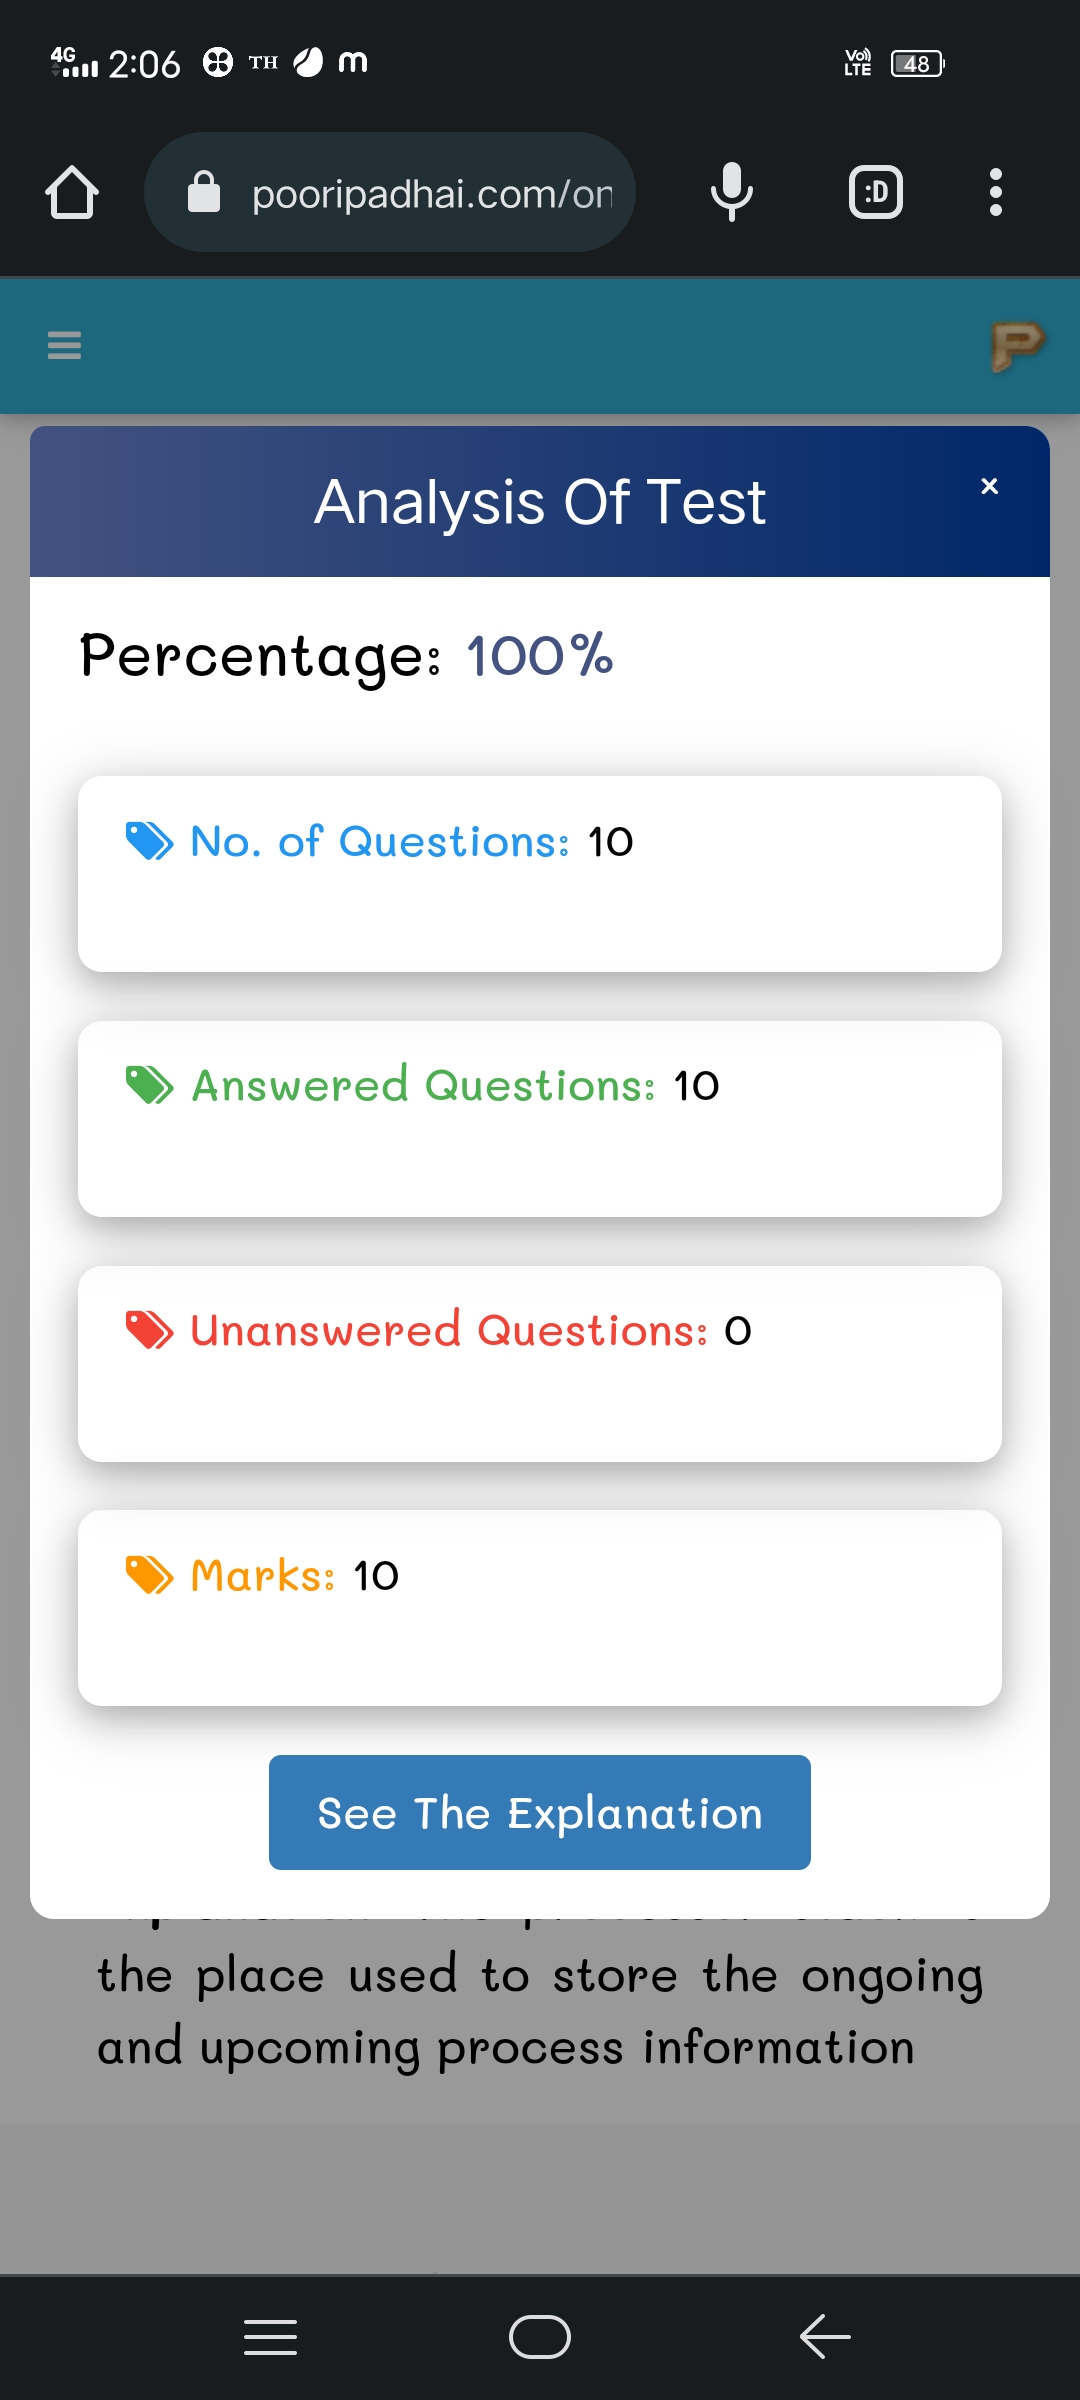 4G 2:06 TH m Vo)) LTE 48
pooripadhai.com/on :D
P
Analysis Of Test ×
Percentage: 100%
No. of Questions: 10
Answered Questions: 10
Unanswered Questions: 0
Marks: 10
See The Explanation
the place used to store the ongoing
and upcoming process information